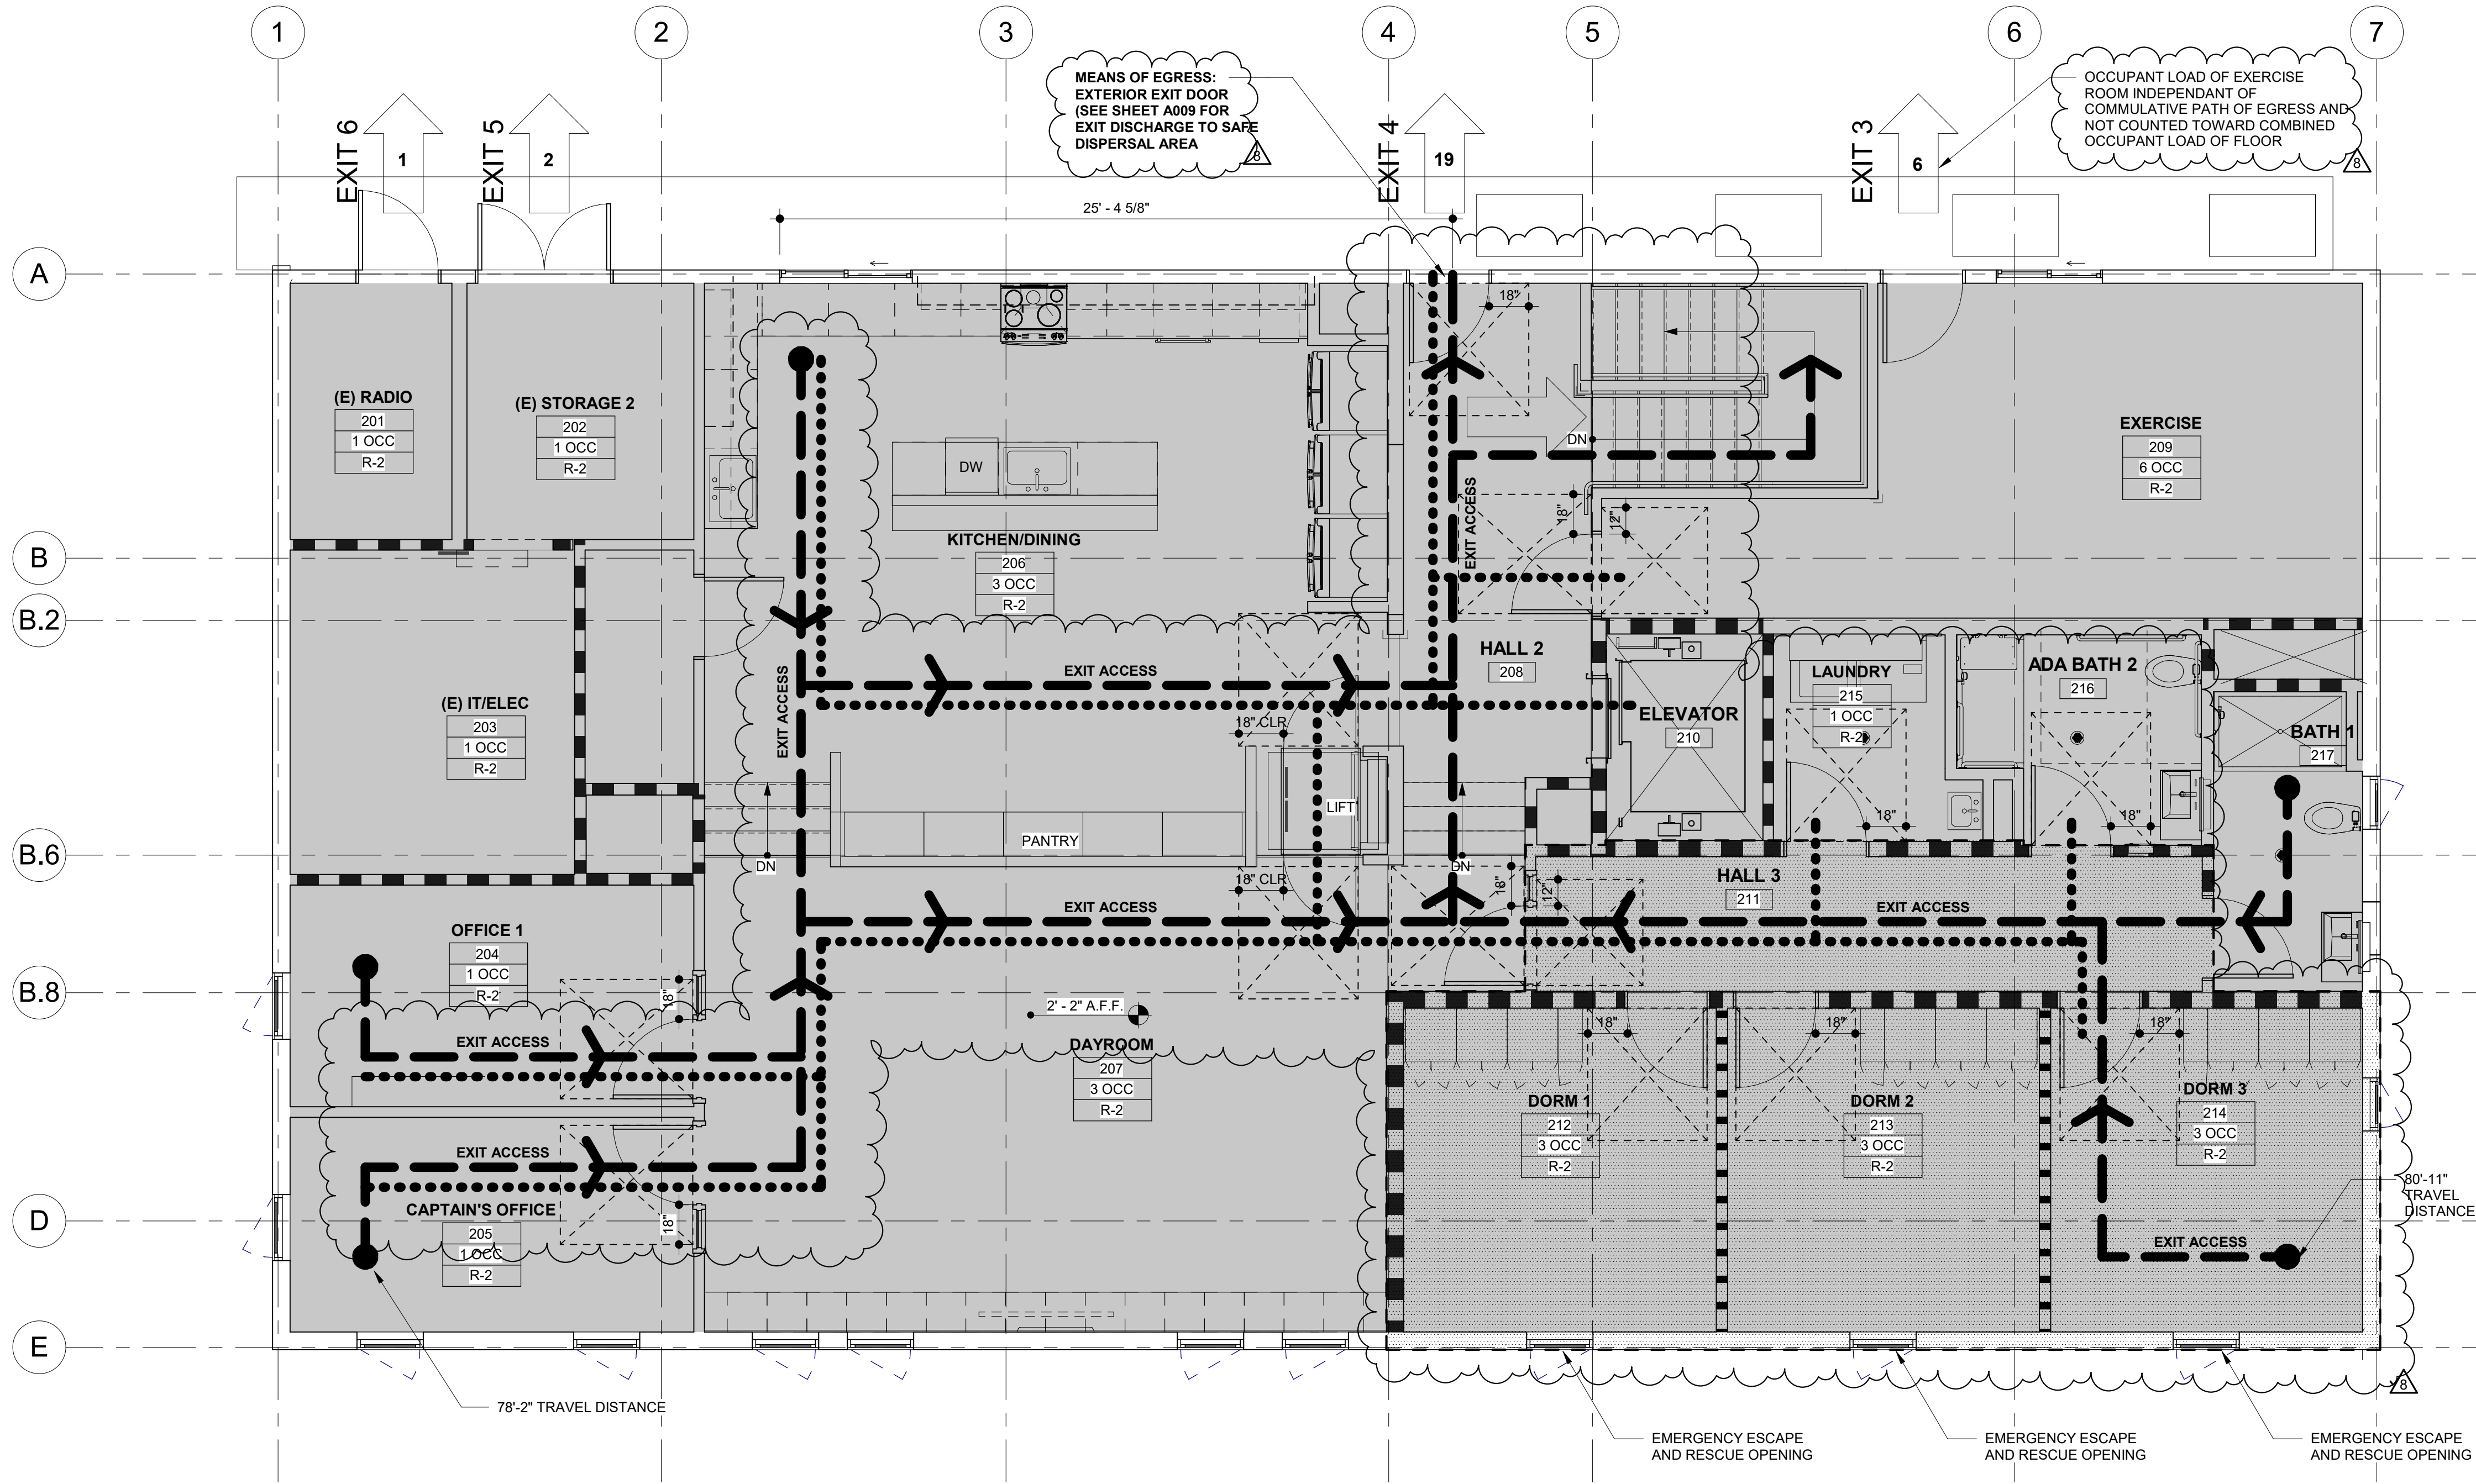 1
2
3
4
5
6
7
MEANS OF EGRESS:
EXTERIOR EXIT DOOR
(SEE SHEET A009 FOR
EXIT DISCHARGE TO SAFE
DISPERSAL AREA
8
OCCUPANT LOAD OF EXERCISE
ROOM INDEPENDANT OF
COMMULATIVE PATH OF EGRESS AND
NOT COUNTED TOWARD COMBINED
OCCUPANT LOAD OF FLOOR
8
EXIT 6
1
EXIT 5
2
EXIT 4
19
EXIT 3
6
25' - 4 5/8"
A
B
B.2
B.6
B.8
D
E
(E) RADIO
201
1 OCC
R-2
(E) STORAGE 2
202
1 OCC
R-2
DW
KITCHEN/DINING
206
3 OCC
R-2
18"
DN
EXIT ACCESS
18"
12"
EXERCISE
209
6 OCC
R-2
(E) IT/ELEC
203
1 OCC
R-2
EXIT ACCESS
EXIT ACCESS
HALL 2
208
18" CLR
LIFT
PANTRY
DN
DN
ELEVATOR
210
LAUNDRY
215
1 OCC
R-2
18"
ADA BATH 2
216
18"
BATH 1
217
OFFICE 1
204
1 OCC
R-2
18"
EXIT ACCESS
18" CLR
EXIT ACCESS
18"
12"
HALL 3
211
EXIT ACCESS
2' - 2" A.F.F.
DAYROOM
207
3 OCC
R-2
EXIT ACCESS
CAPTAIN'S OFFICE
205
1 OCC
R-2
18"
18"
DORM 1
212
3 OCC
R-2
18"
DORM 2
213
3 OCC
R-2
18"
DORM 3
214
3 OCC
R-2
EXIT ACCESS
80'-11"
TRAVEL
DISTANCE
8
78'-2" TRAVEL DISTANCE
EMERGENCY ESCAPE
AND RESCUE OPENING
EMERGENCY ESCAPE
AND RESCUE OPENING
EMERGENCY ESCAPE
AND RESCUE OPENING